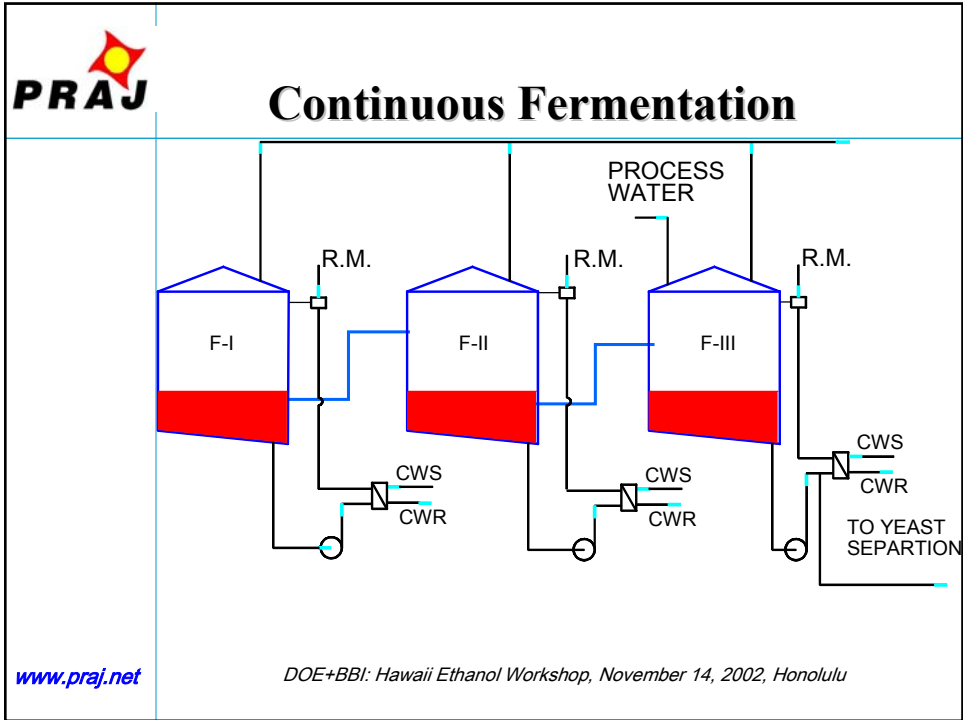 PRAJ
Continuous Fermentation
PROCESS
WATER
R.M.
R.M.
R.M.
F-I
F-II
F-III
CWS
CWR
CWS
CWR
CWS
CWR
TO YEAST
SEPARTION
www.praj.net
DOE+BBI: Hawaii Ethanol Workshop, November 14, 2002, Honolulu